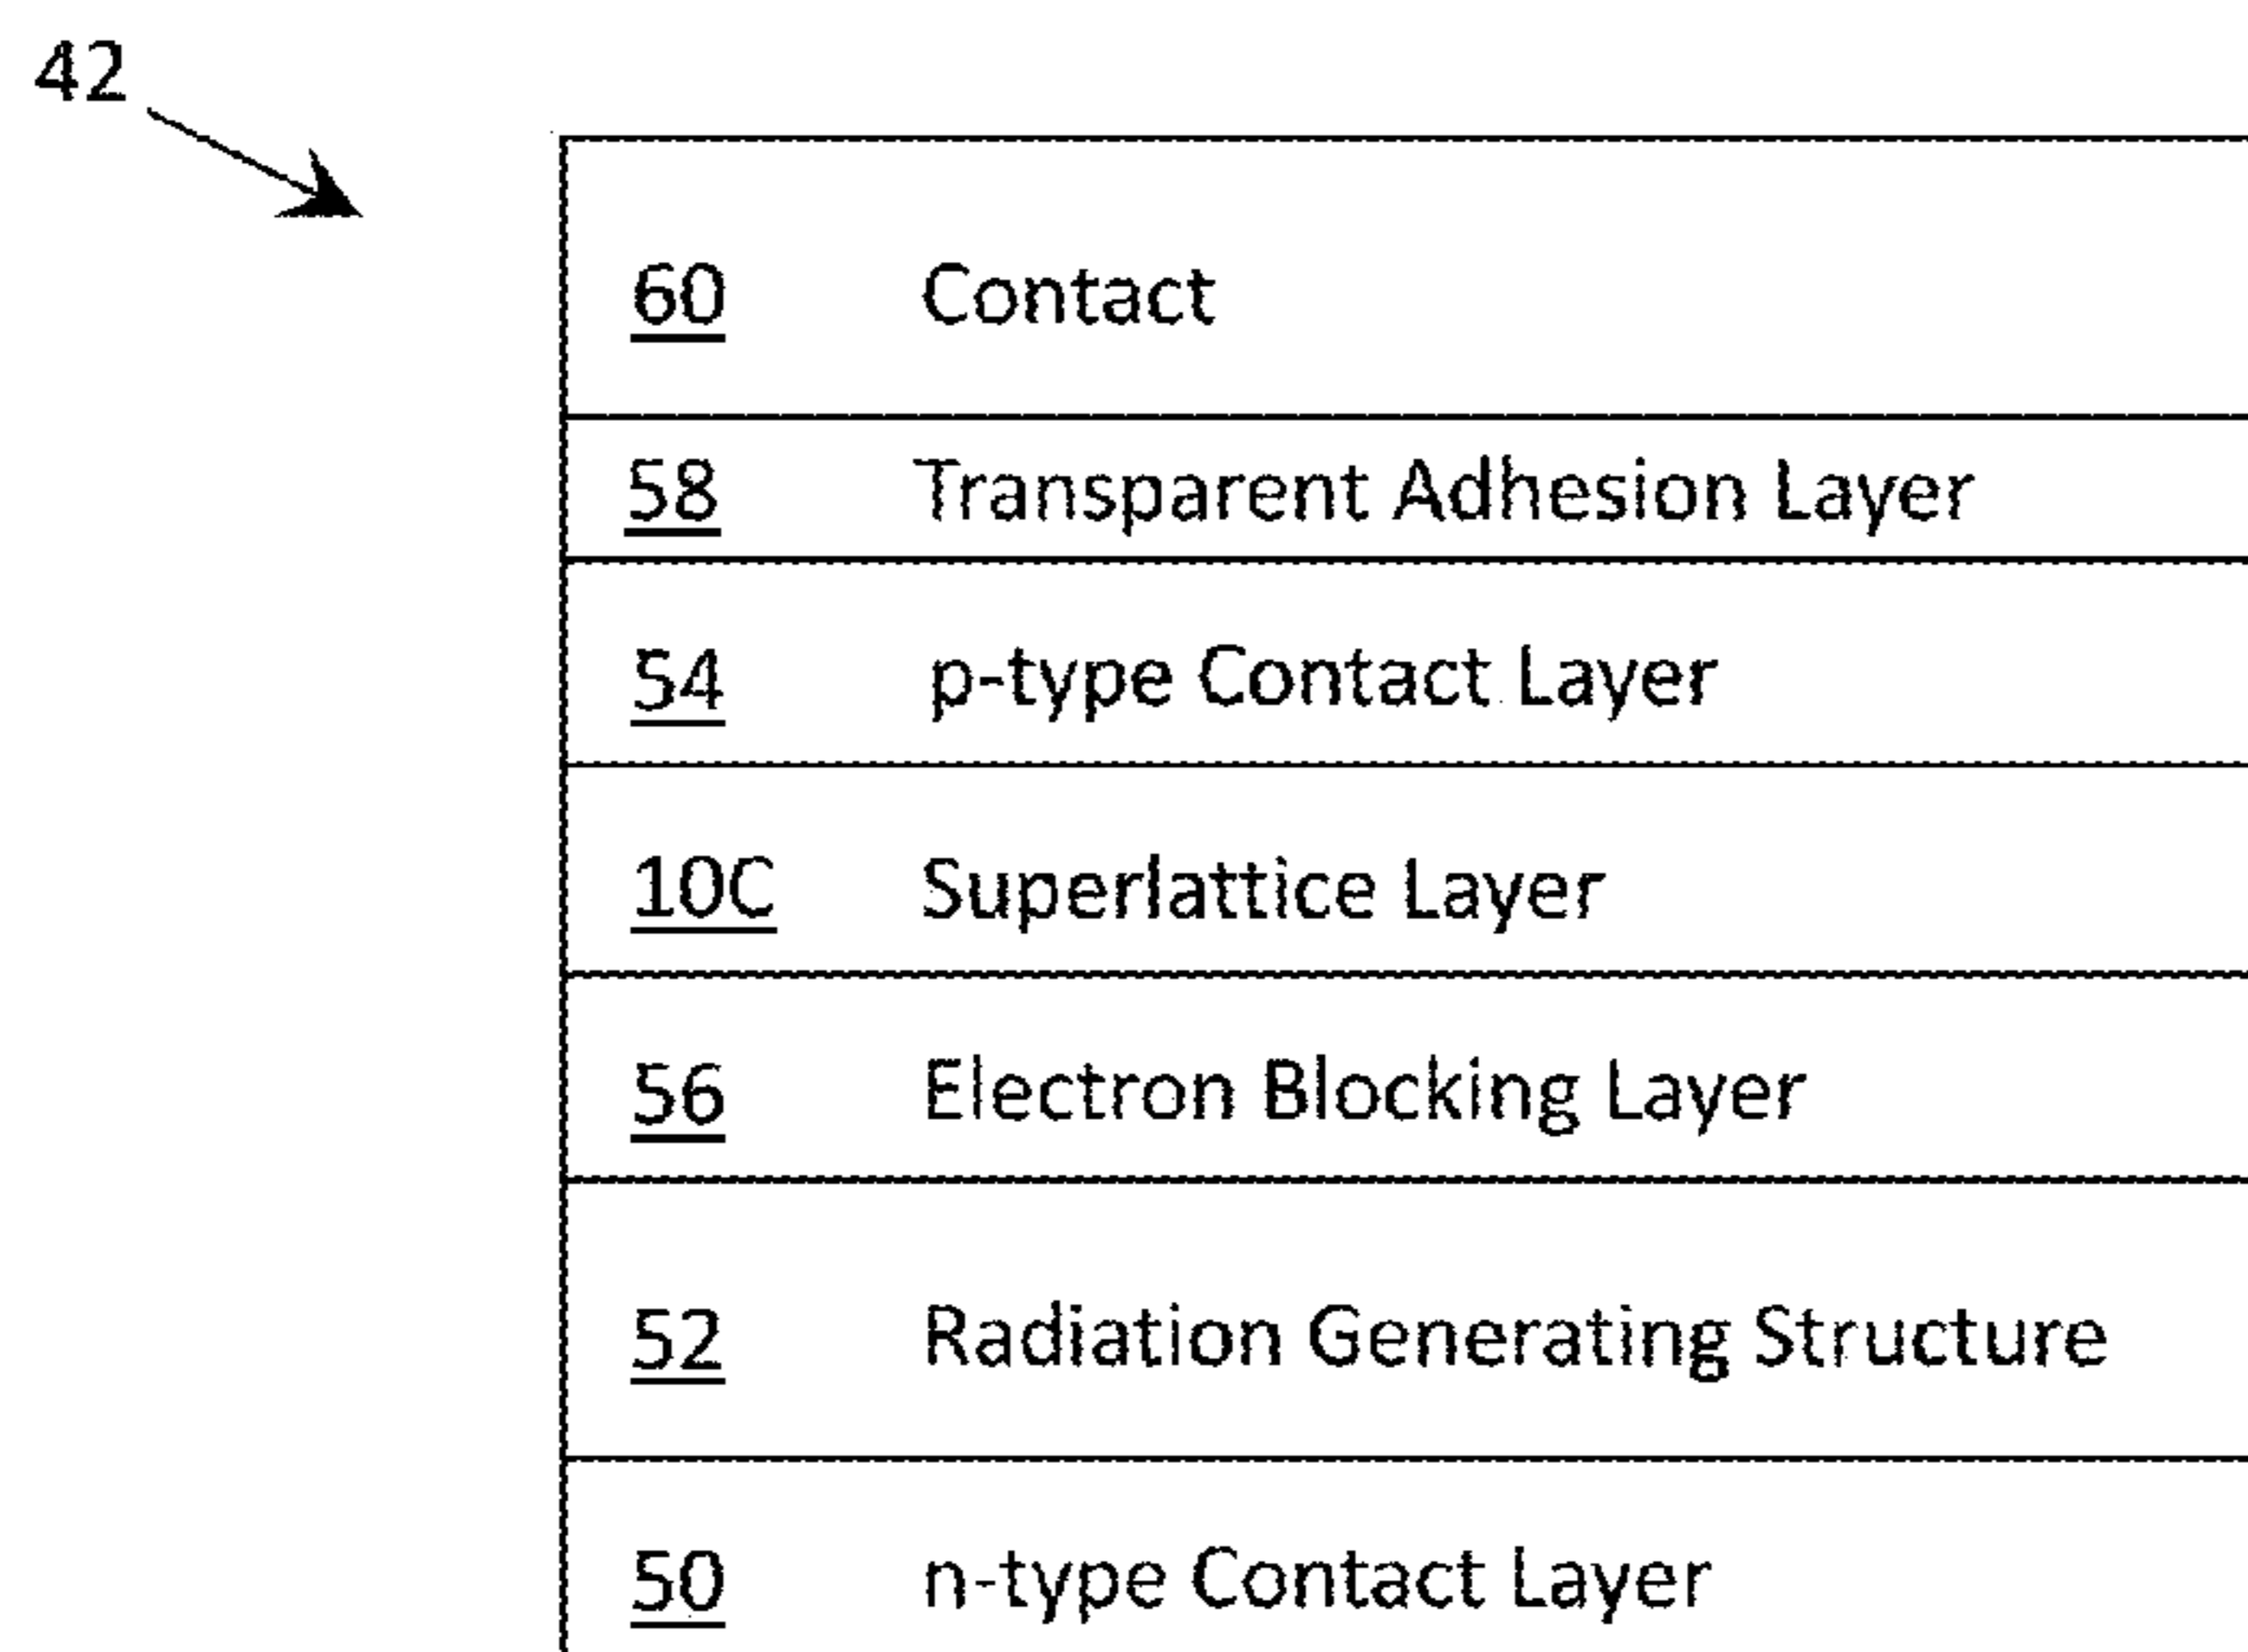 42
60 Contact
58 Transparent Adhesion Layer
54 p-type Contact Layer
10C Superlattice Layer
56 Electron Blocking Layer
52 Radiation Generating Structure
50 n-type Contact Layer